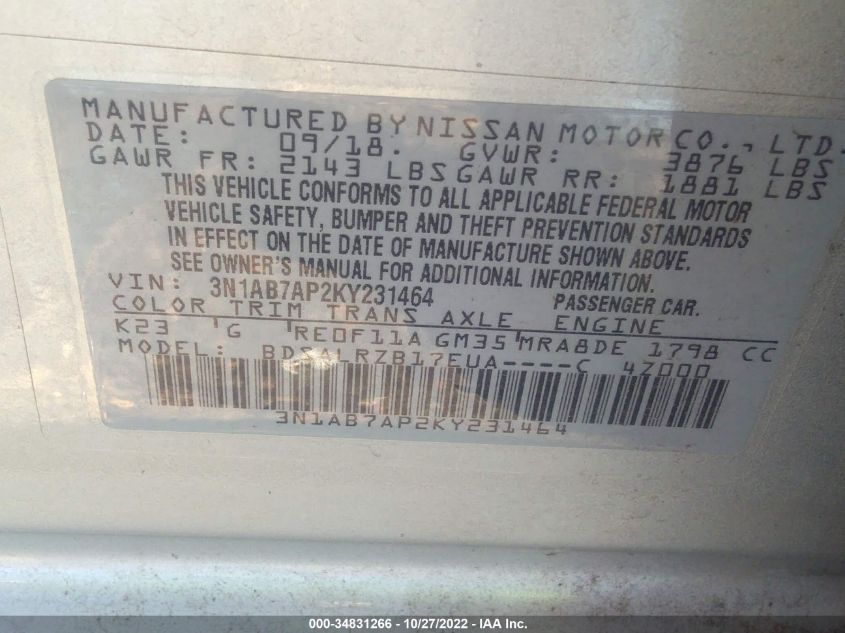 MANUFACTURED BY NISSAN MOTOR CO., LTD.
DATE: 09/18. GVWR: 3876 LBS
GAWR FR: 2143 LBS GAWR RR: 1881 LBS
THIS VEHICLE CONFORMS TO ALL APPLICABLE FEDERAL MOTOR
VEHICLE SAFETY, BUMPER AND THEFT PREVENTION STANDARDS
IN EFFECT ON THE DATE OF MANUFACTURE SHOWN ABOVE.
SEE OWNER'S MANUAL FOR ADDITIONAL INFORMATION.
VIN: 3N1AB7AP2KY231464 PASSENGER CAR.
COLOR TRIM TRANS AXLE ENGINE
K23 G RE0F11A GM35 MRA8DE 1798 CC
MODEL: BDSALRZB17EUA----C 4Z000
3N1AB7AP2KY231464
000-34831266 - 10/27/2022 - IAA Inc.